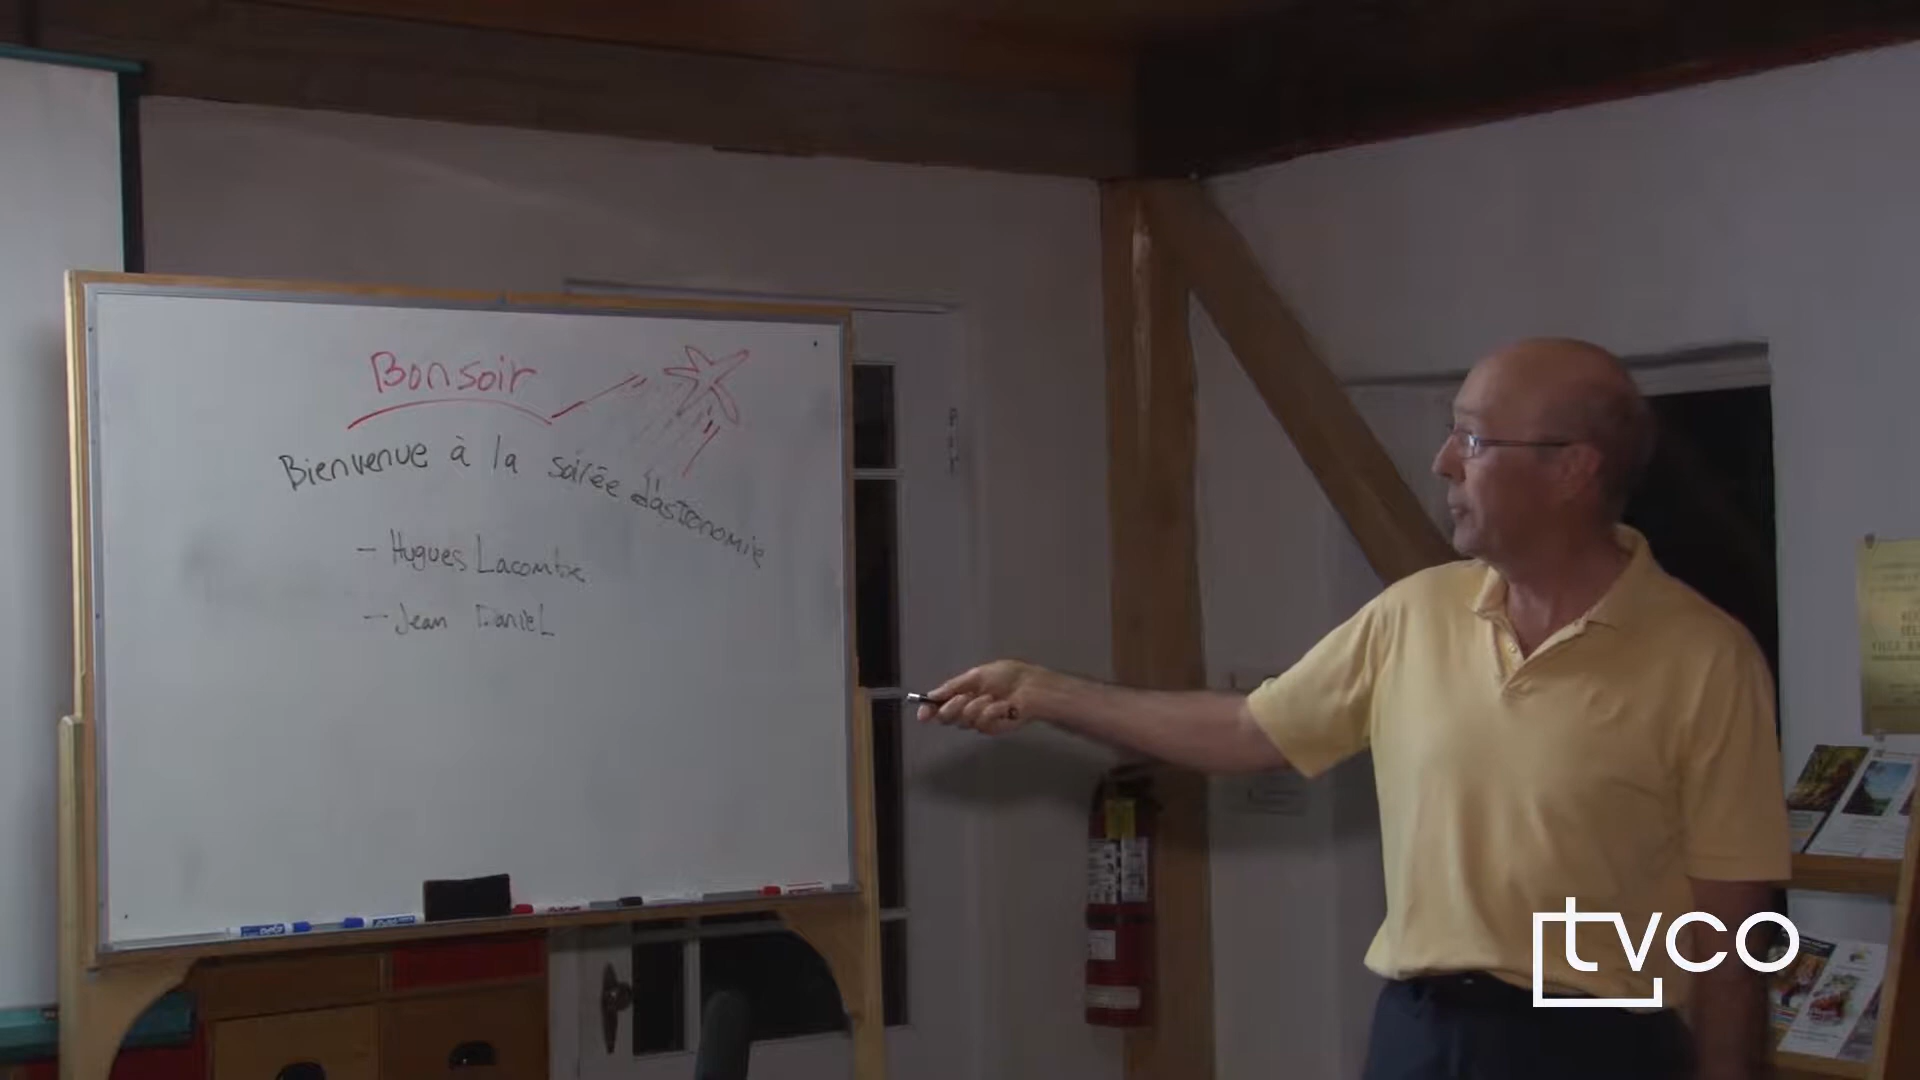 Bonsoir
Bienvenue à la soirée d'astronomie
- Hugues Lacombe
- Jean Daniel
tvco